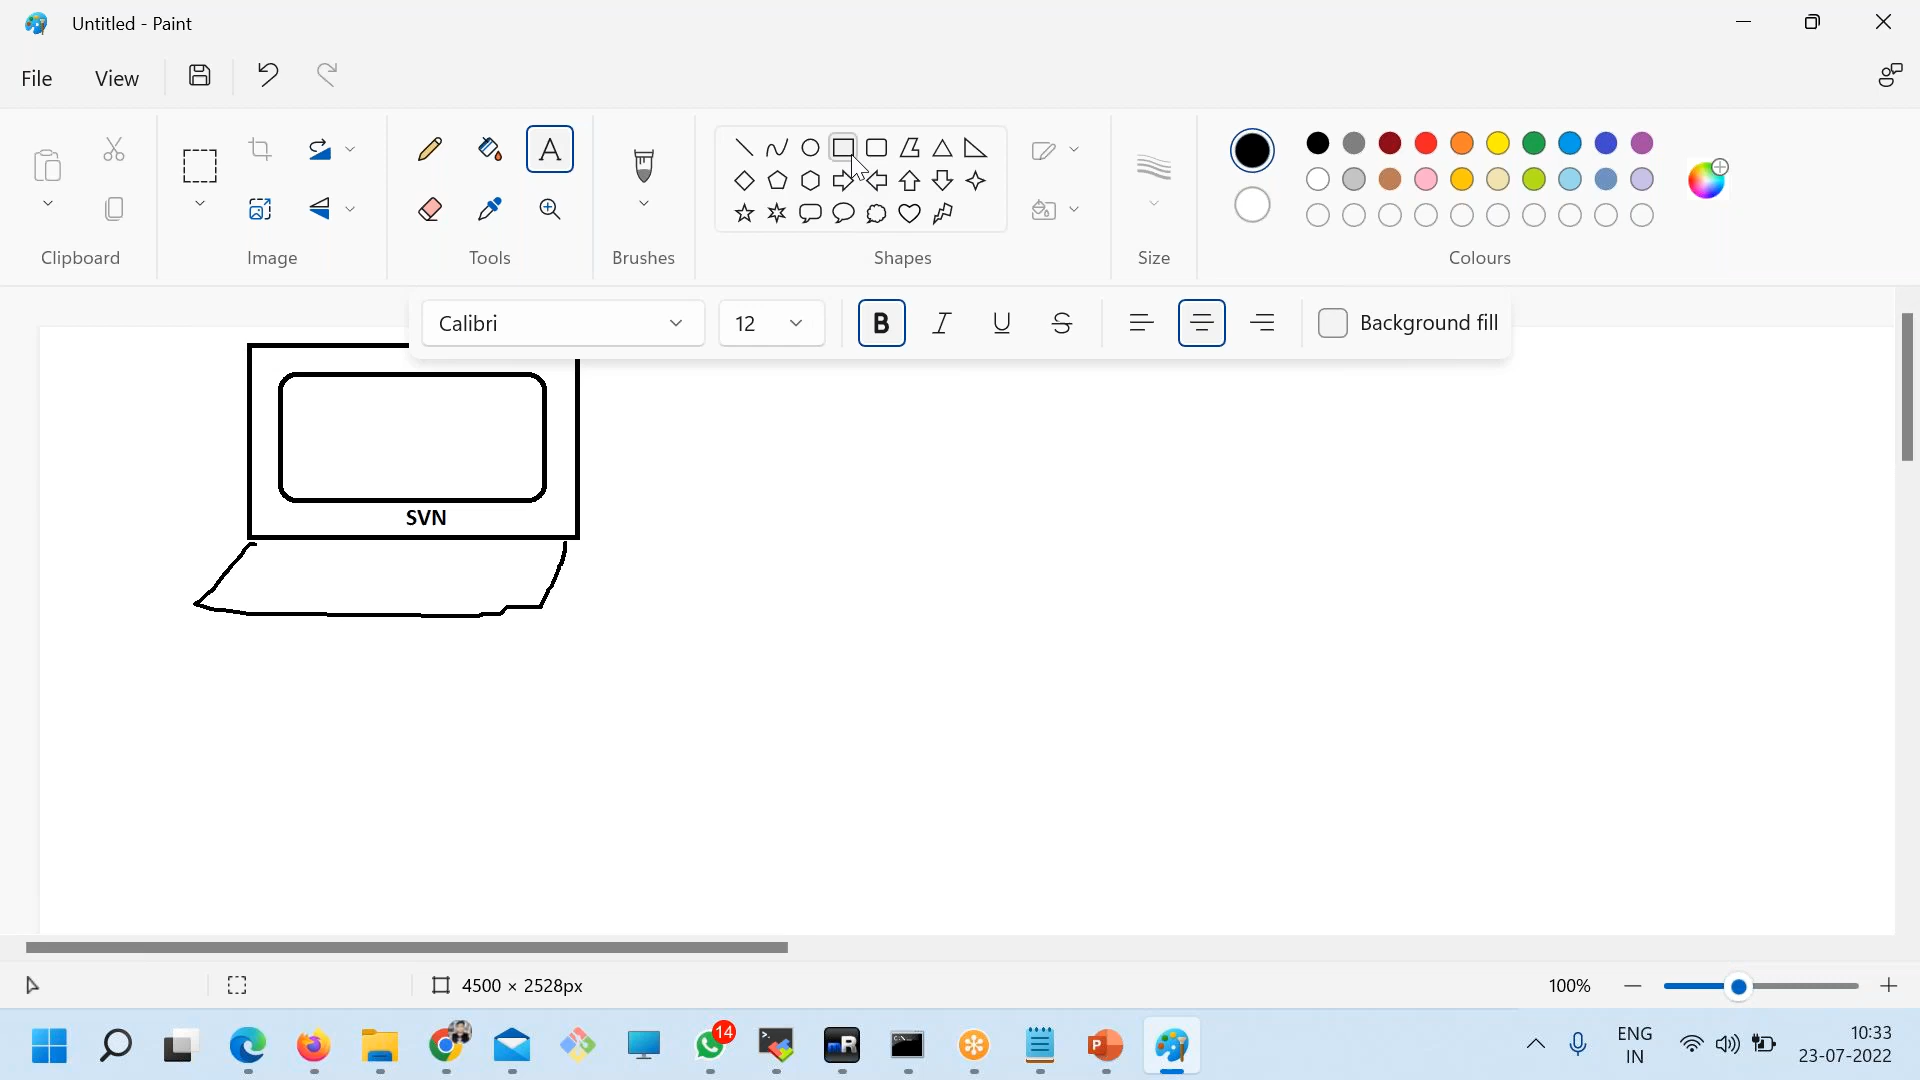 Untitled - Paint
File View
Clipboard Image Tools Brushes Shapes Size Colours
Calibri 12 B Background fill
SVN
4500 × 2528px 100%
14
ENG
IN
10:33
23-07-2022